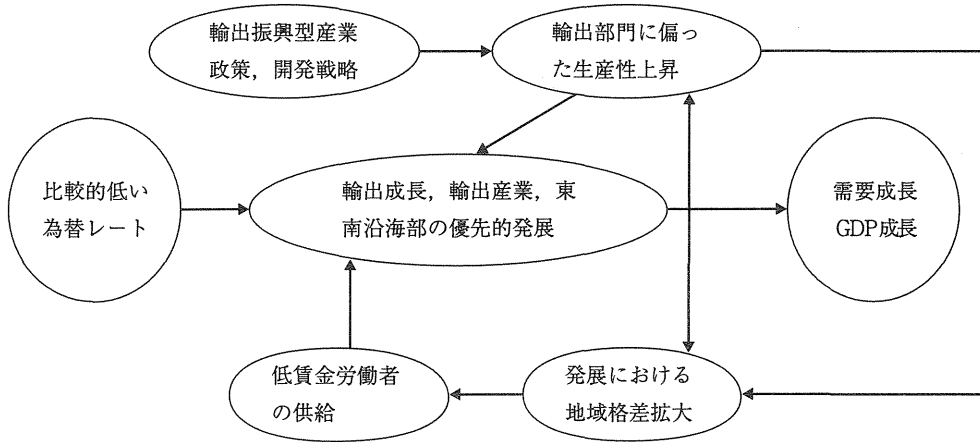 輸出振興型産業
政策，開発戦略
輸出部門に偏っ
た生産性上昇
比較的低い
為替レート
輸出成長，輸出産業，東
南沿海部の優先的発展
需要成長
GDP成長
低賃金労働者
の供給
発展における
地域格差拡大